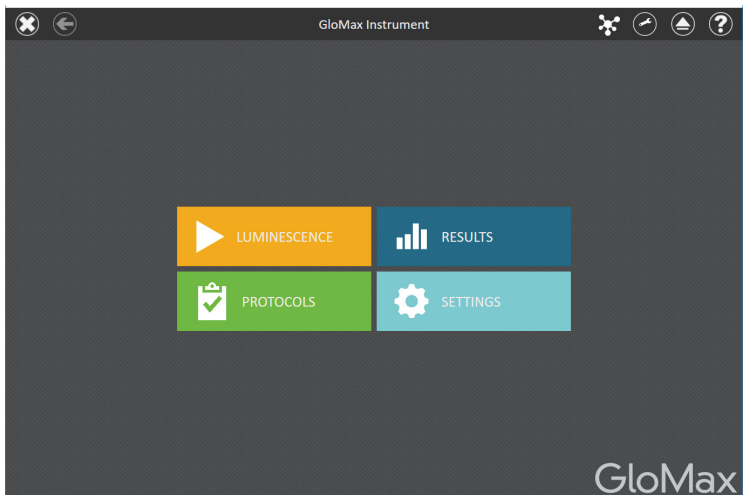 GloMax Instrument
LUMINESCENCE
RESULTS
PROTOCOLS
SETTINGS
GloMax